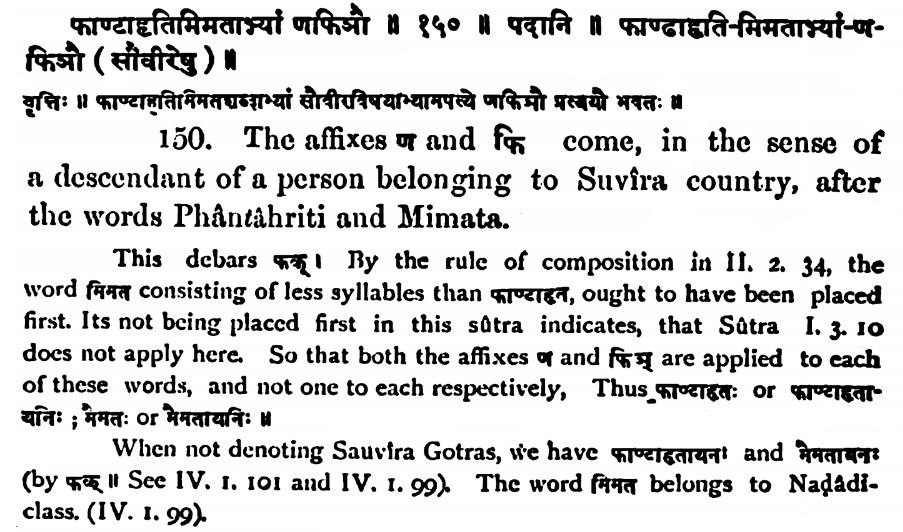 फाण्टाहृतिमिमताभ्यां णफिञौ ॥ १५० ॥ पदानि ॥ फाण्ढाहृति-मिमताभ्यां-ण-
फिञौ ( सौवीरेषु ) ॥
वृत्तिः ॥ फाण्टाहृतिमिमतशब्दाभ्यां सौवीरविषयाभ्यामपत्ये णफिञौ प्रत्ययौ भवतः ॥
150. The affixes ण and फि come, in the sense of
a descendant of a person belonging to Suvîra country, after
the words Phântâhriti and Mimata.
This debars फक् । By the rule of composition in II. 2. 34, the
word मिमत consisting of less syllables than फाण्टाहृत, ought to have been placed
first. Its not being placed first in this sûtra indicates, that Sûtra I. 3. 10
does not apply here. So that both the affixes ण and फिञ् are applied to each
of these words, and not one to each respectively, Thus फाण्टाहृतः or फाण्टाहृता-
यनिः ; मैमतः or मैमतायनिः ॥
When not denoting Sauvîra Gotras, we have फाण्टाहृतायनः and मैमतायनः
(by फक् ॥ See IV. 1. 101 and IV. 1. 99). The word मिमत belongs to Naḍâdi-
class. (IV. 1. 99).